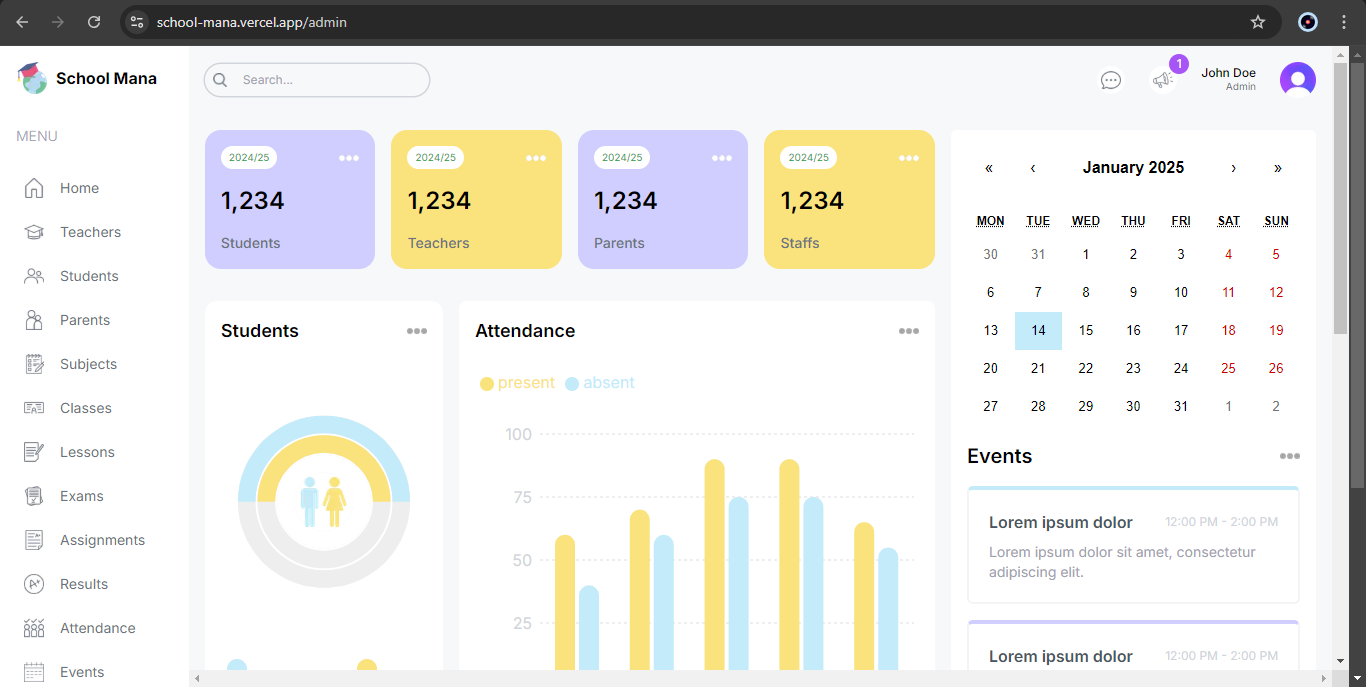 school-mana.vercel.app/admin
School Mana
Search...
1
John Doe
Admin
MENU
Home
Teachers
Students
Parents
Subjects
Classes
Lessons
Exams
Assignments
Results
Attendance
Events
2024/25
1,234
Students
2024/25
1,234
Teachers
2024/25
1,234
Parents
2024/25
1,234
Staffs
Students
Attendance
present absent
100
75
50
25
« ‹ January 2025 › »
MON TUE WED THU FRI SAT SUN
30 31 1 2 3 4 5
6 7 8 9 10 11 12
13 14 15 16 17 18 19
20 21 22 23 24 25 26
27 28 29 30 31 1 2
Events
Lorem ipsum dolor 12:00 PM - 2:00 PM
Lorem ipsum dolor sit amet, consectetur
adipiscing elit.
Lorem ipsum dolor 12:00 PM - 2:00 PM